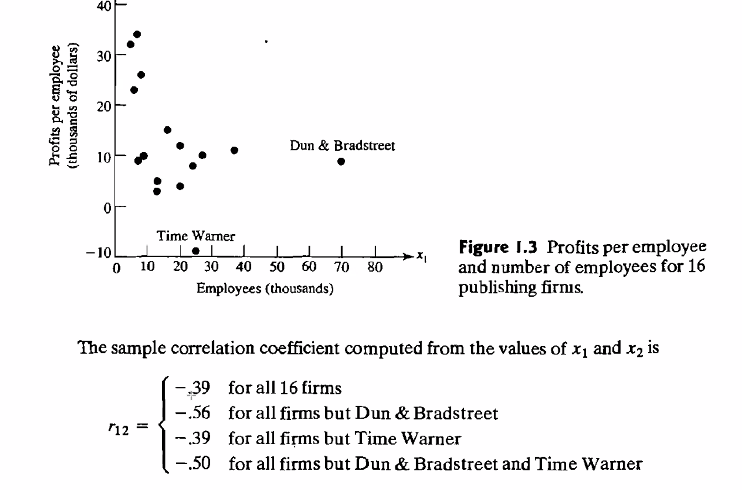 40
30
20
10
0
−10
Profits per employee
(thousands of dollars)
Dun & Bradstreet
Time Warner
0 10 20 30 40 50 60 70 80 x₁
Employees (thousands)
Figure 1.3 Profits per employee
and number of employees for 16
publishing firms.
The sample correlation coefficient computed from the values of x₁ and x₂ is
r₁₂ =
−.39 for all 16 firms
−.56 for all firms but Dun & Bradstreet
−.39 for all firms but Time Warner
−.50 for all firms but Dun & Bradstreet and Time Warner